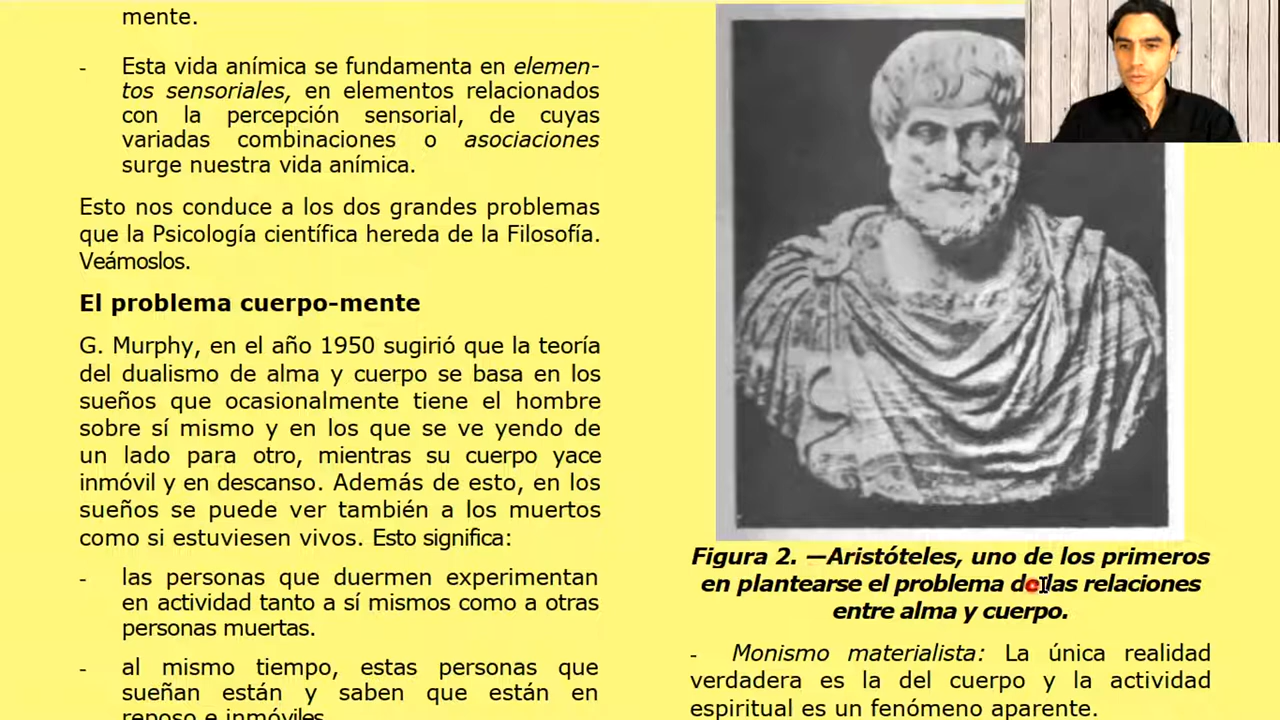 mente.
- Esta vida anímica se fundamenta en elemen-
tos sensoriales, en elementos relacionados
con la percepción sensorial, de cuyas
variadas combinaciones o asociaciones
surge nuestra vida anímica.
Esto nos conduce a los dos grandes problemas
que la Psicología científica hereda de la Filosofía.
Veámoslos.
El problema cuerpo-mente
G. Murphy, en el año 1950 sugirió que la teoría
del dualismo de alma y cuerpo se basa en los
sueños que ocasionalmente tiene el hombre
sobre sí mismo y en los que se ve yendo de
un lado para otro, mientras su cuerpo yace
inmóvil y en descanso. Además de esto, en los
sueños se puede ver también a los muertos
como si estuviesen vivos. Esto significa:
- las personas que duermen experimentan
en actividad tanto a sí mismos como a otras
personas muertas.
- al mismo tiempo, estas personas que
sueñan están y saben que están en
reposo e inmóviles
Figura 2. —Aristóteles, uno de los primeros
en plantearse el problema de las relaciones
entre alma y cuerpo.
- Monismo materialista: La única realidad
verdadera es la del cuerpo y la actividad
espiritual es un fenómeno aparente.